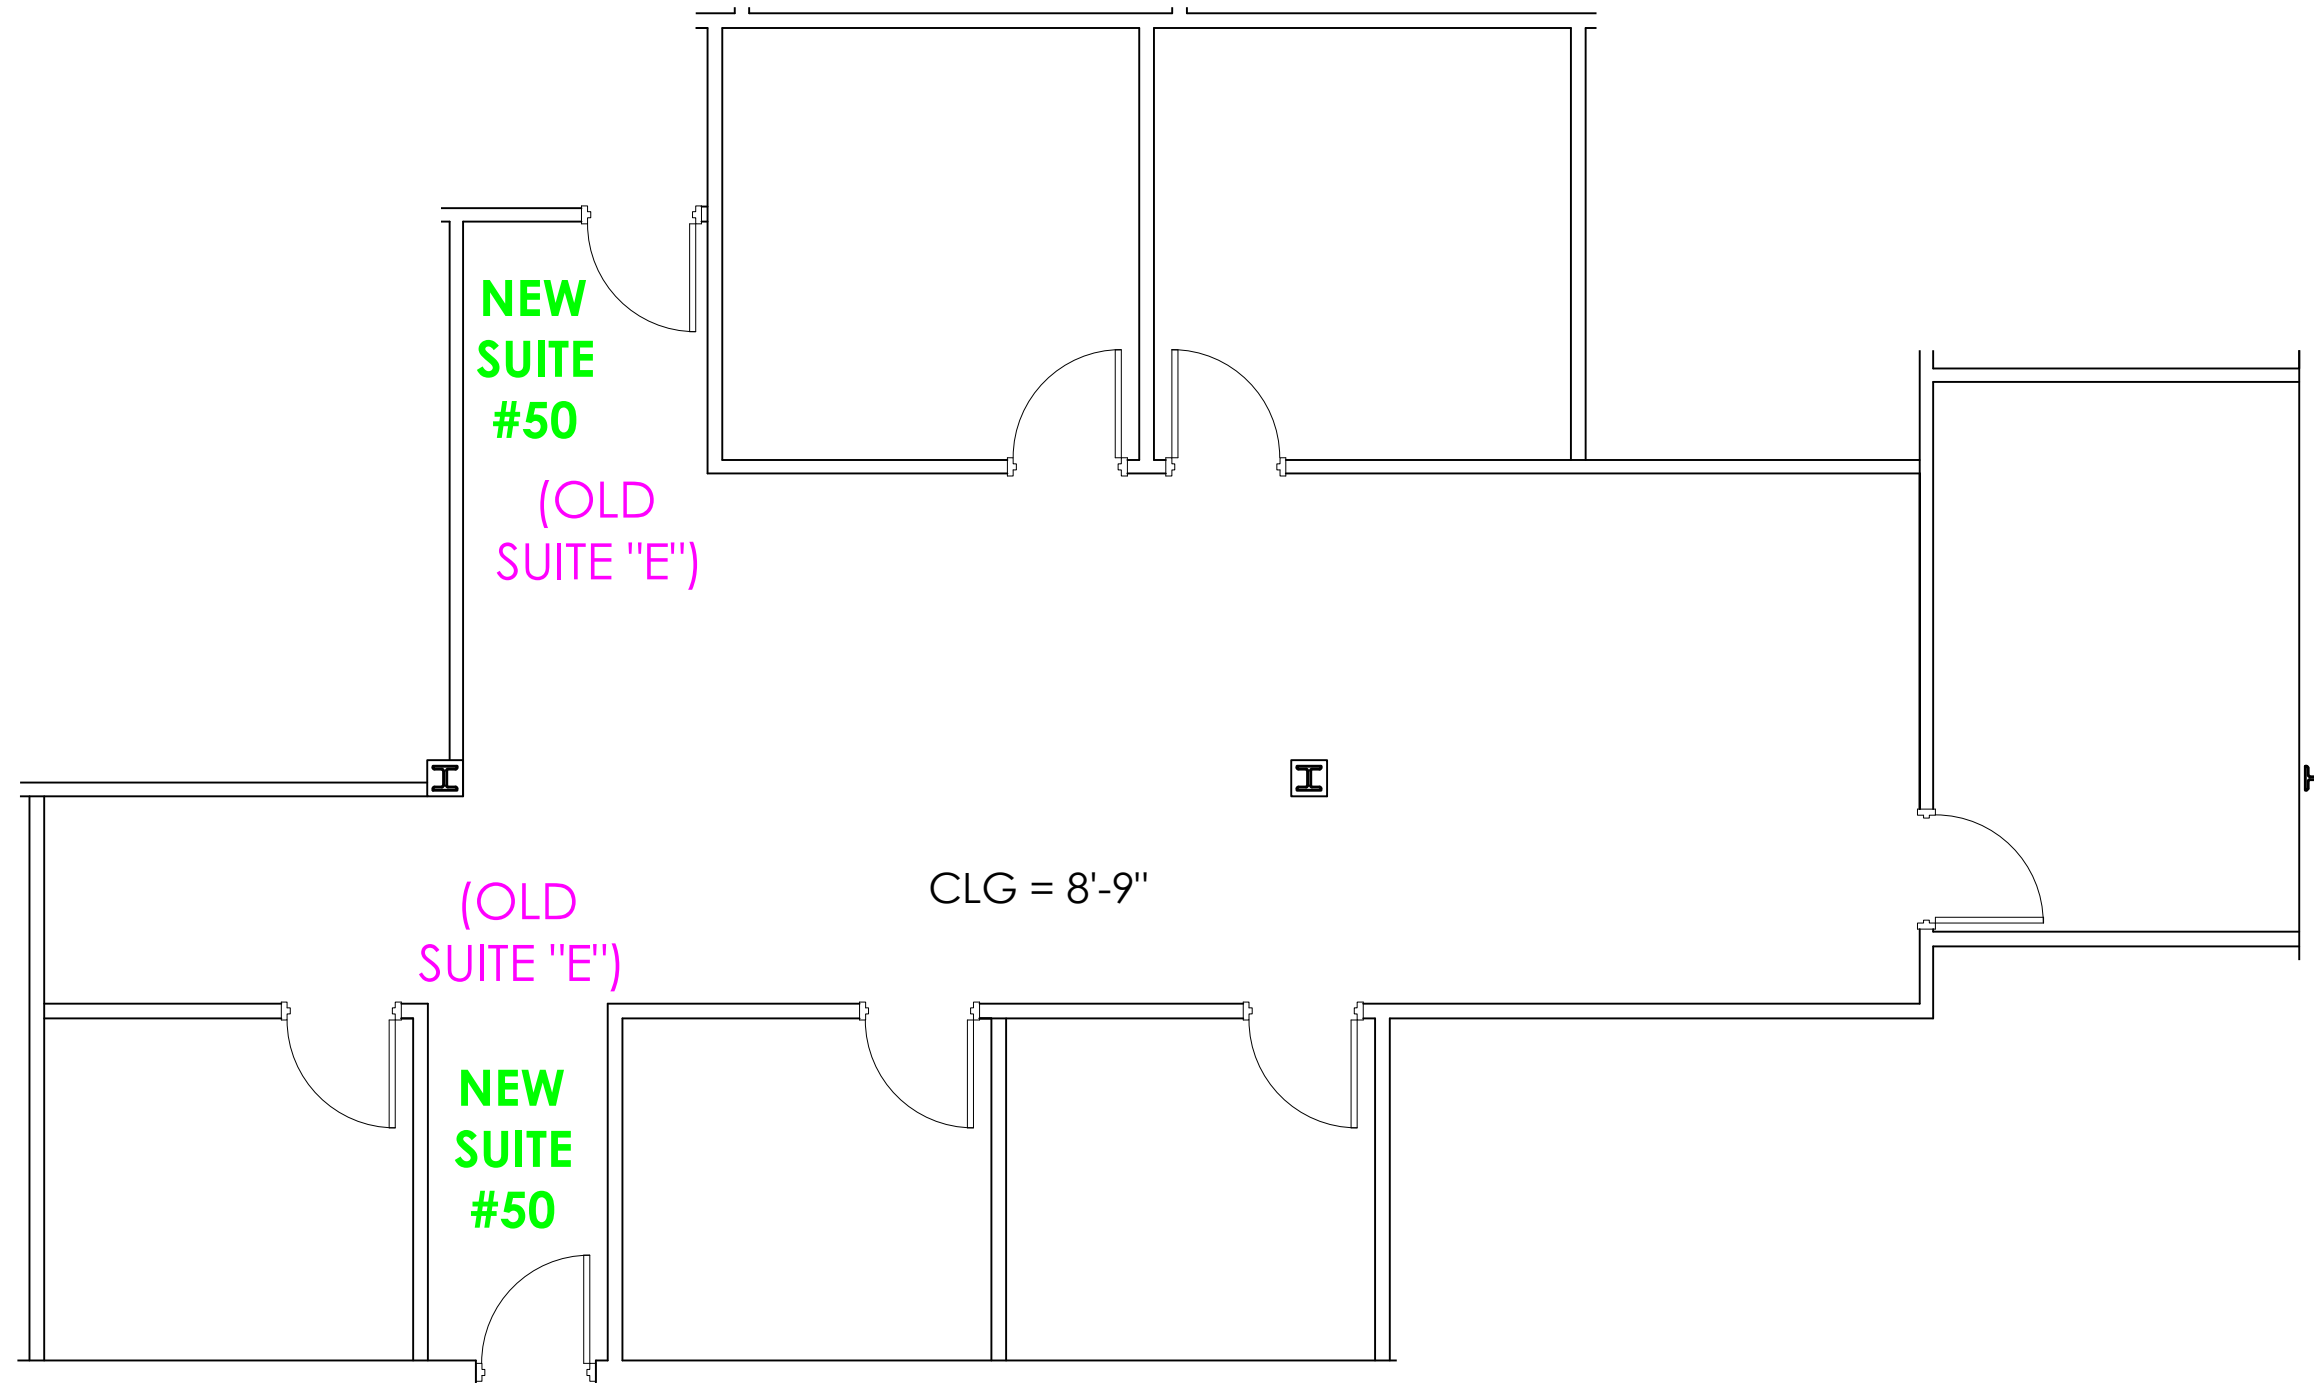 NEW
SUITE
#50
(OLD
SUITE "E")
CLG = 8'-9"
(OLD
SUITE "E")
NEW
SUITE
#50